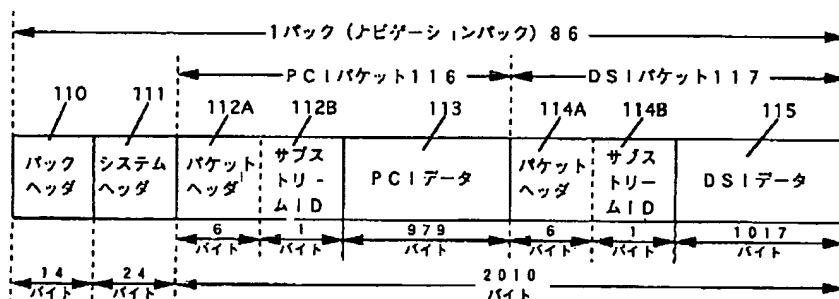 1パック (ナビゲーションパック) 86
PCIパケット116
DSIパケット117
110
111
112A
112B
113
114A
114B
115
パック
ヘッダ
システム
ヘッダ
パケット
ヘッダ
サブス
トリー
ムID
PCIデータ
パケット
ヘッダ
サブス
トリー
ムID
DSIデータ
6
バイト
1
バイト
979
バイト
6
バイト
1
バイト
1017
バイト
14
バイト
24
バイト
2010
バイト